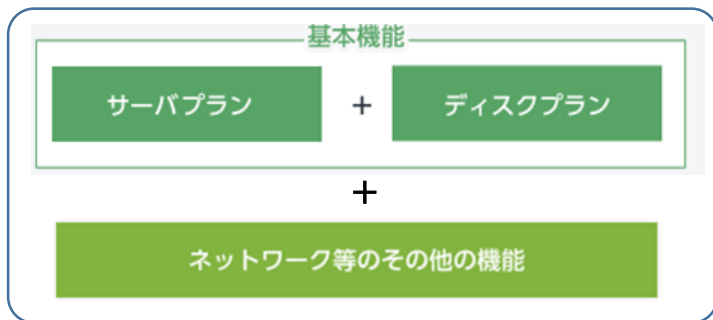 基本機能
サーバプラン + ディスクプラン
+
ネットワーク等のその他の機能